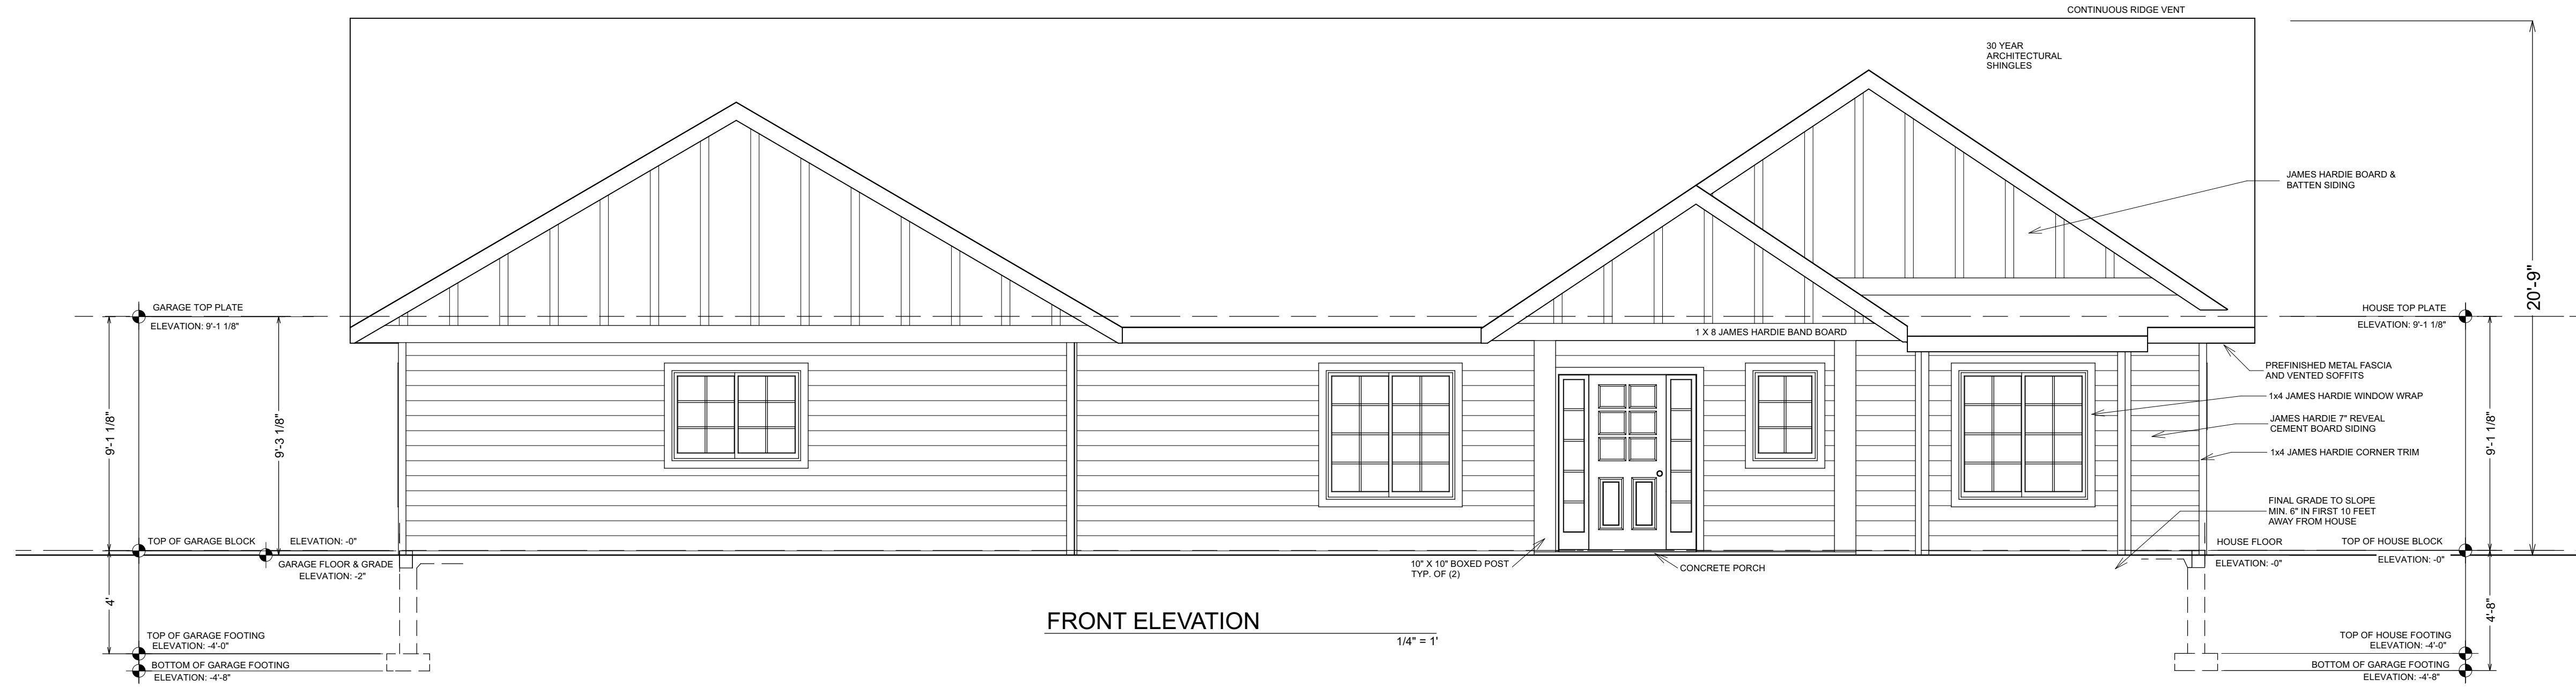 CONTINUOUS RIDGE VENT
30 YEAR
ARCHITECTURAL
SHINGLES
JAMES HARDIE BOARD &
BATTEN SIDING
20'-9"
GARAGE TOP PLATE
ELEVATION: 9'-1 1/8"
HOUSE TOP PLATE
ELEVATION: 9'-1 1/8"
1 X 8 JAMES HARDIE BAND BOARD
PREFINISHED METAL FASCIA
AND VENTED SOFFITS
1x4 JAMES HARDIE WINDOW WRAP
JAMES HARDIE 7" REVEAL
CEMENT BOARD SIDING
1x4 JAMES HARDIE CORNER TRIM
9'-1 1/8"
9'-3 1/8"
9'-1 1/8"
FINAL GRADE TO SLOPE
MIN. 6" IN FIRST 10 FEET
AWAY FROM HOUSE
TOP OF GARAGE BLOCK
ELEVATION: -0"
GARAGE FLOOR & GRADE
ELEVATION: -2"
10" X 10" BOXED POST
TYP. OF (2)
CONCRETE PORCH
HOUSE FLOOR
ELEVATION: -0"
TOP OF HOUSE BLOCK
ELEVATION: -0"
4'
4'-8"
FRONT ELEVATION
1/4" = 1'
TOP OF GARAGE FOOTING
ELEVATION: -4'-0"
BOTTOM OF GARAGE FOOTING
ELEVATION: -4'-8"
TOP OF HOUSE FOOTING
ELEVATION: -4'-0"
BOTTOM OF GARAGE FOOTING
ELEVATION: -4'-8"